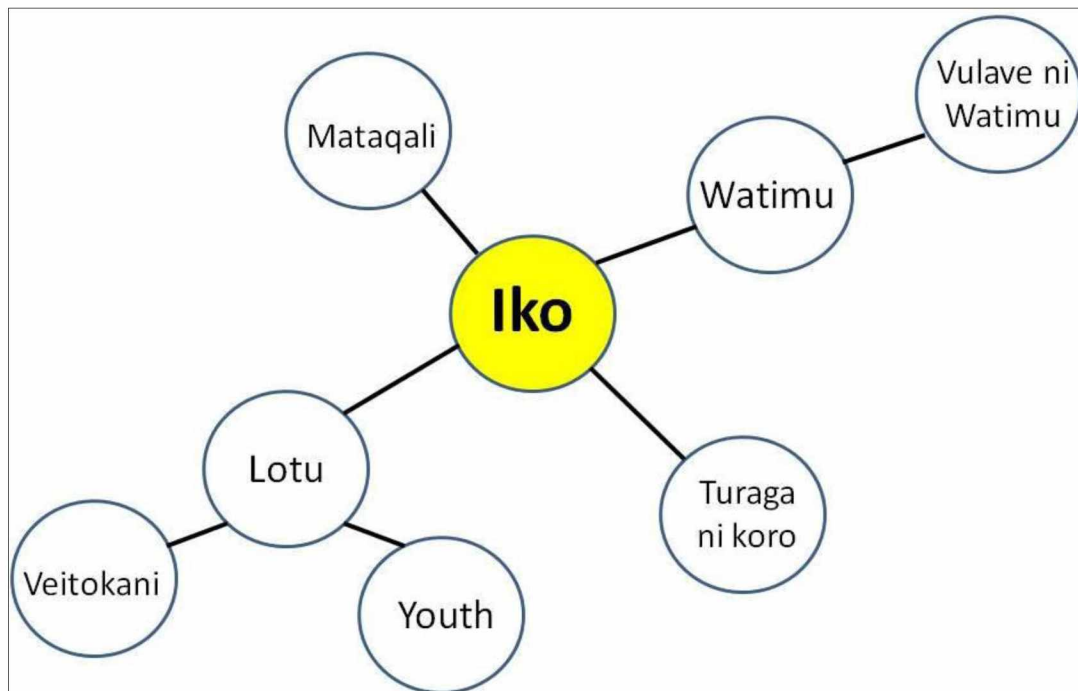 Vulave ni
Watimu
Mataqali
Watimu
Iko
Lotu
Turaga
ni koro
Veitokani
Youth